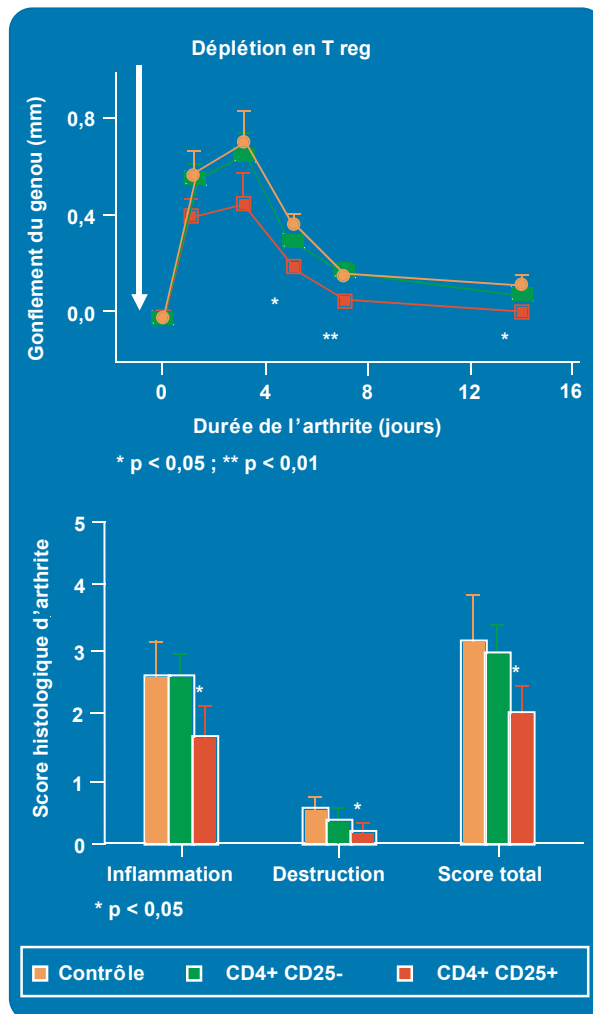 Déplétion en T reg
Gonflement du genou (mm)
0,8
0,4
0,0
*
**
*
0 4 8 12 16
Durée de l'arthrite (jours)
* p < 0,05 ; ** p < 0,01
Score histologique d'arthrite
5
4
3
2
1
0
*
*
*
Inflammation Destruction Score total
* p < 0,05
Contrôle CD4+ CD25- CD4+ CD25+